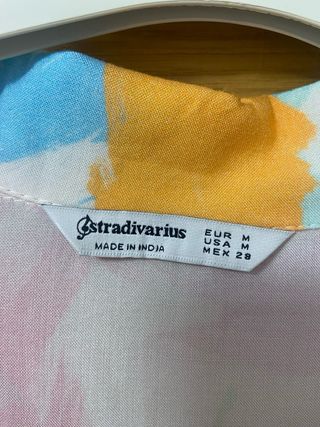 stradivarius
MADE IN INDIA
EUR M
USA M
MEX 28